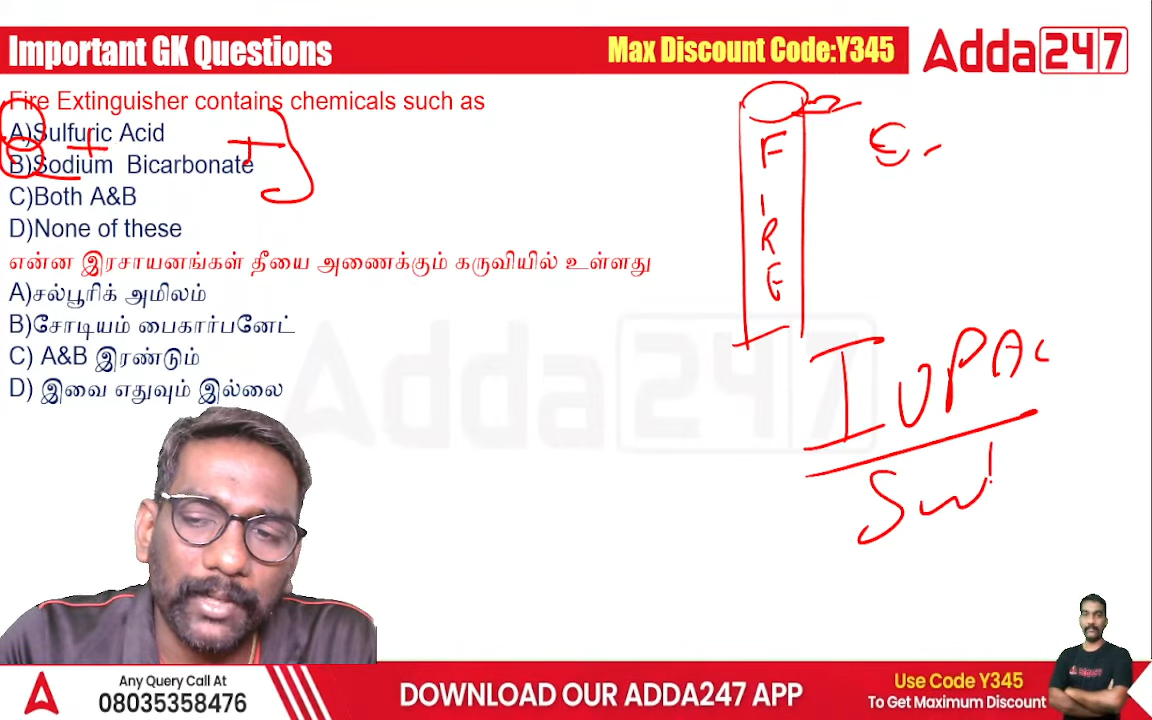 Important GK Questions
Max Discount Code:Y345
Adda247
Fire Extinguisher contains chemicals such as
A)Sulfuric Acid
B)Sodium Bicarbonate
C)Both A&B
D)None of these
என்ன இரசாயனங்கள் தீயை அணைக்கும் கருவியில் உள்ளது
A)சல்பூரிக் அமிலம்
B)சோடியம் பைகார்பனேட்
C) A&B இரண்டும்
D) இவை எதுவும் இல்லை
FIRE
IUPAC
Adda247
Any Query Call At
08035358476
DOWNLOAD OUR ADDA247 APP
Use Code Y345
To Get Maximum Discount